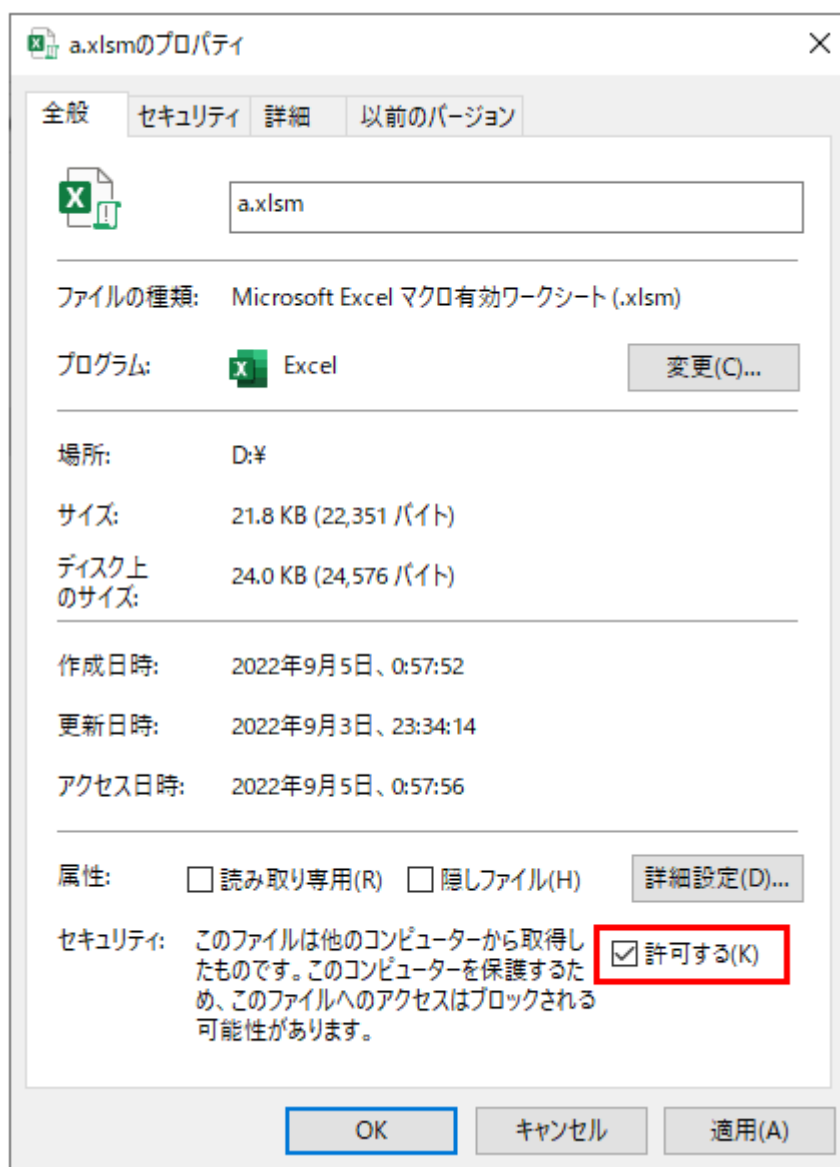 a.xlsmのプロパティ
全般 セキュリティ 詳細 以前のバージョン
a.xlsm
ファイルの種類: Microsoft Excel マクロ有効ワークシート (.xlsm)
プログラム: Excel 変更(C)...
場所: D:¥
サイズ: 21.8 KB (22,351 バイト)
ディスク上
のサイズ: 24.0 KB (24,576 バイト)
作成日時: 2022年9月5日、0:57:52
更新日時: 2022年9月3日、23:34:14
アクセス日時: 2022年9月5日、0:57:56
属性: 読み取り専用(R) 隠しファイル(H) 詳細設定(D)...
セキュリティ: このファイルは他のコンピューターから取得し
たものです。このコンピューターを保護するた
め、このファイルへのアクセスはブロックされる
可能性があります。
許可する(K)
OK キャンセル 適用(A)